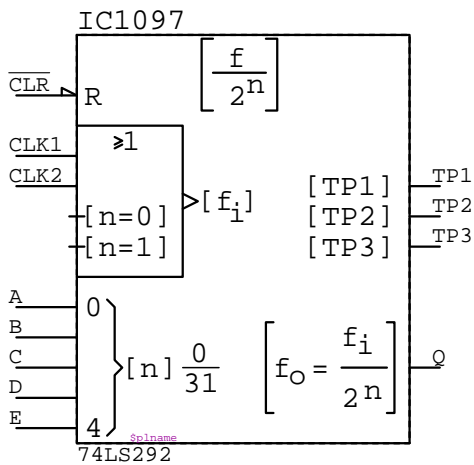 IC1097
[f/2ⁿ]
CLR R
CLK1 ⩾1
CLK2 [fi] [TP1] TP1
[n=0] [TP2] TP2
[n=1] [TP3] TP3
A 0
B
C [n] 0/31 [fo = fi/2ⁿ] Q
D
E 4
$plname
74LS292